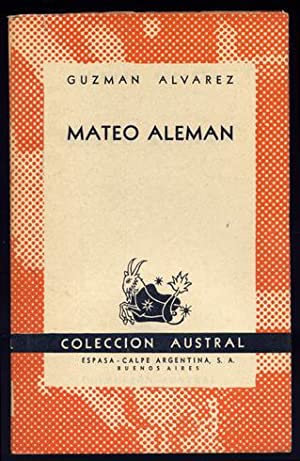 GUZMAN ALVAREZ
MATEO ALEMAN
COLECCION AUSTRAL
ESPASA-CALPE ARGENTINA, S. A.
BUENOS AIRES